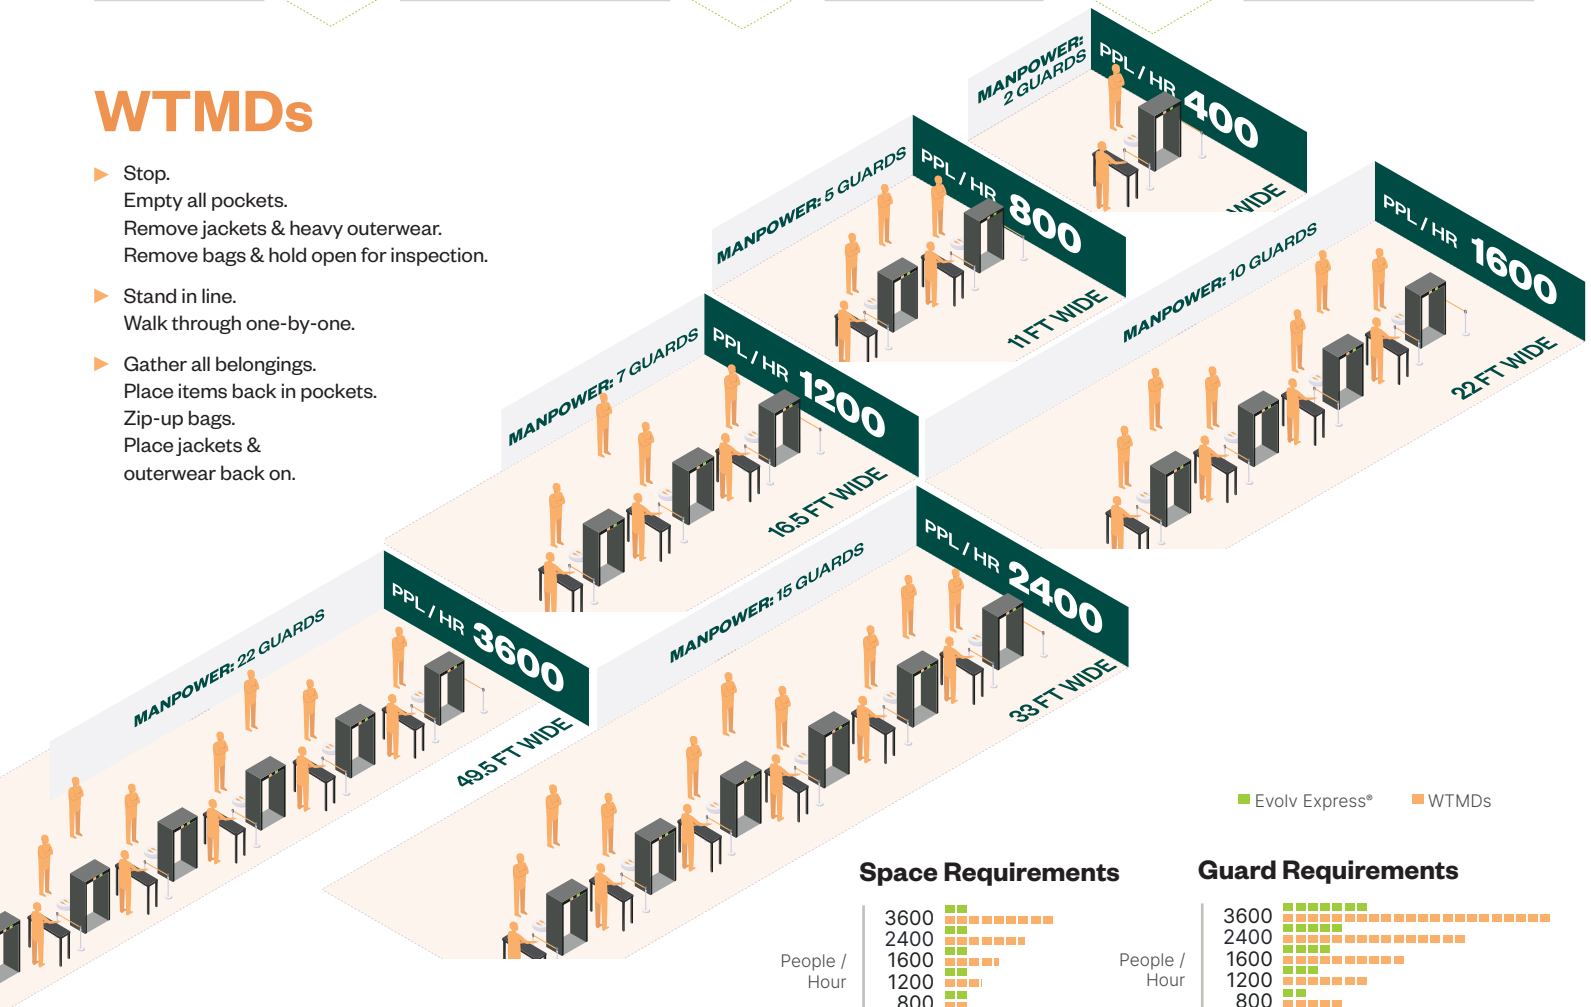 WTMDs
Stop.
Empty all pockets.
Remove jackets & heavy outerwear.
Remove bags & hold open for inspection.
Stand in line.
Walk through one-by-one.
Gather all belongings.
Place items back in pockets.
Zip-up bags.
Place jackets &
outerwear back on.
MANPOWER:
2 GUARDS
PPL / HR 400
WIDE
MANPOWER: 5 GUARDS
PPL / HR 800
11 FT WIDE
MANPOWER: 7 GUARDS
PPL / HR 1200
16.5 FT WIDE
MANPOWER: 10 GUARDS
PPL / HR 1600
22 FT WIDE
MANPOWER: 15 GUARDS
PPL / HR 2400
33 FT WIDE
MANPOWER: 22 GUARDS
PPL / HR 3600
49.5 FT WIDE
Evolv Express®
WTMDs
Space Requirements
People /
Hour
3600
2400
1600
1200
800
Guard Requirements
People /
Hour
3600
2400
1600
1200
800